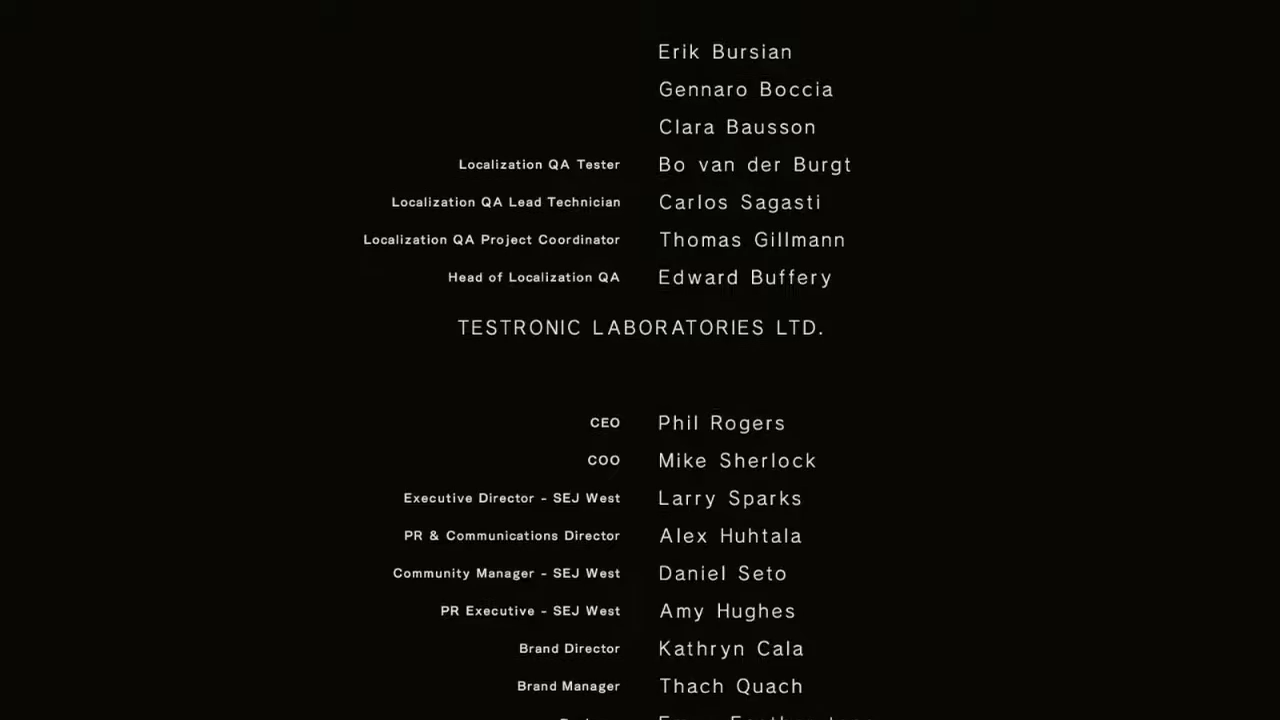 Erik Bursian
Gennaro Boccia
Clara Bausson
Localization QA Tester Bo van der Burgt
Localization QA Lead Technician Carlos Sagasti
Localization QA Project Coordinator Thomas Gillmann
Head of Localization QA Edward Buffery
TESTRONIC LABORATORIES LTD.
CEO Phil Rogers
COO Mike Sherlock
Executive Director - SEJ West Larry Sparks
PR & Communications Director Alex Huhtala
Community Manager - SEJ West Daniel Seto
PR Executive - SEJ West Amy Hughes
Brand Director Kathryn Cala
Brand Manager Thach Quach